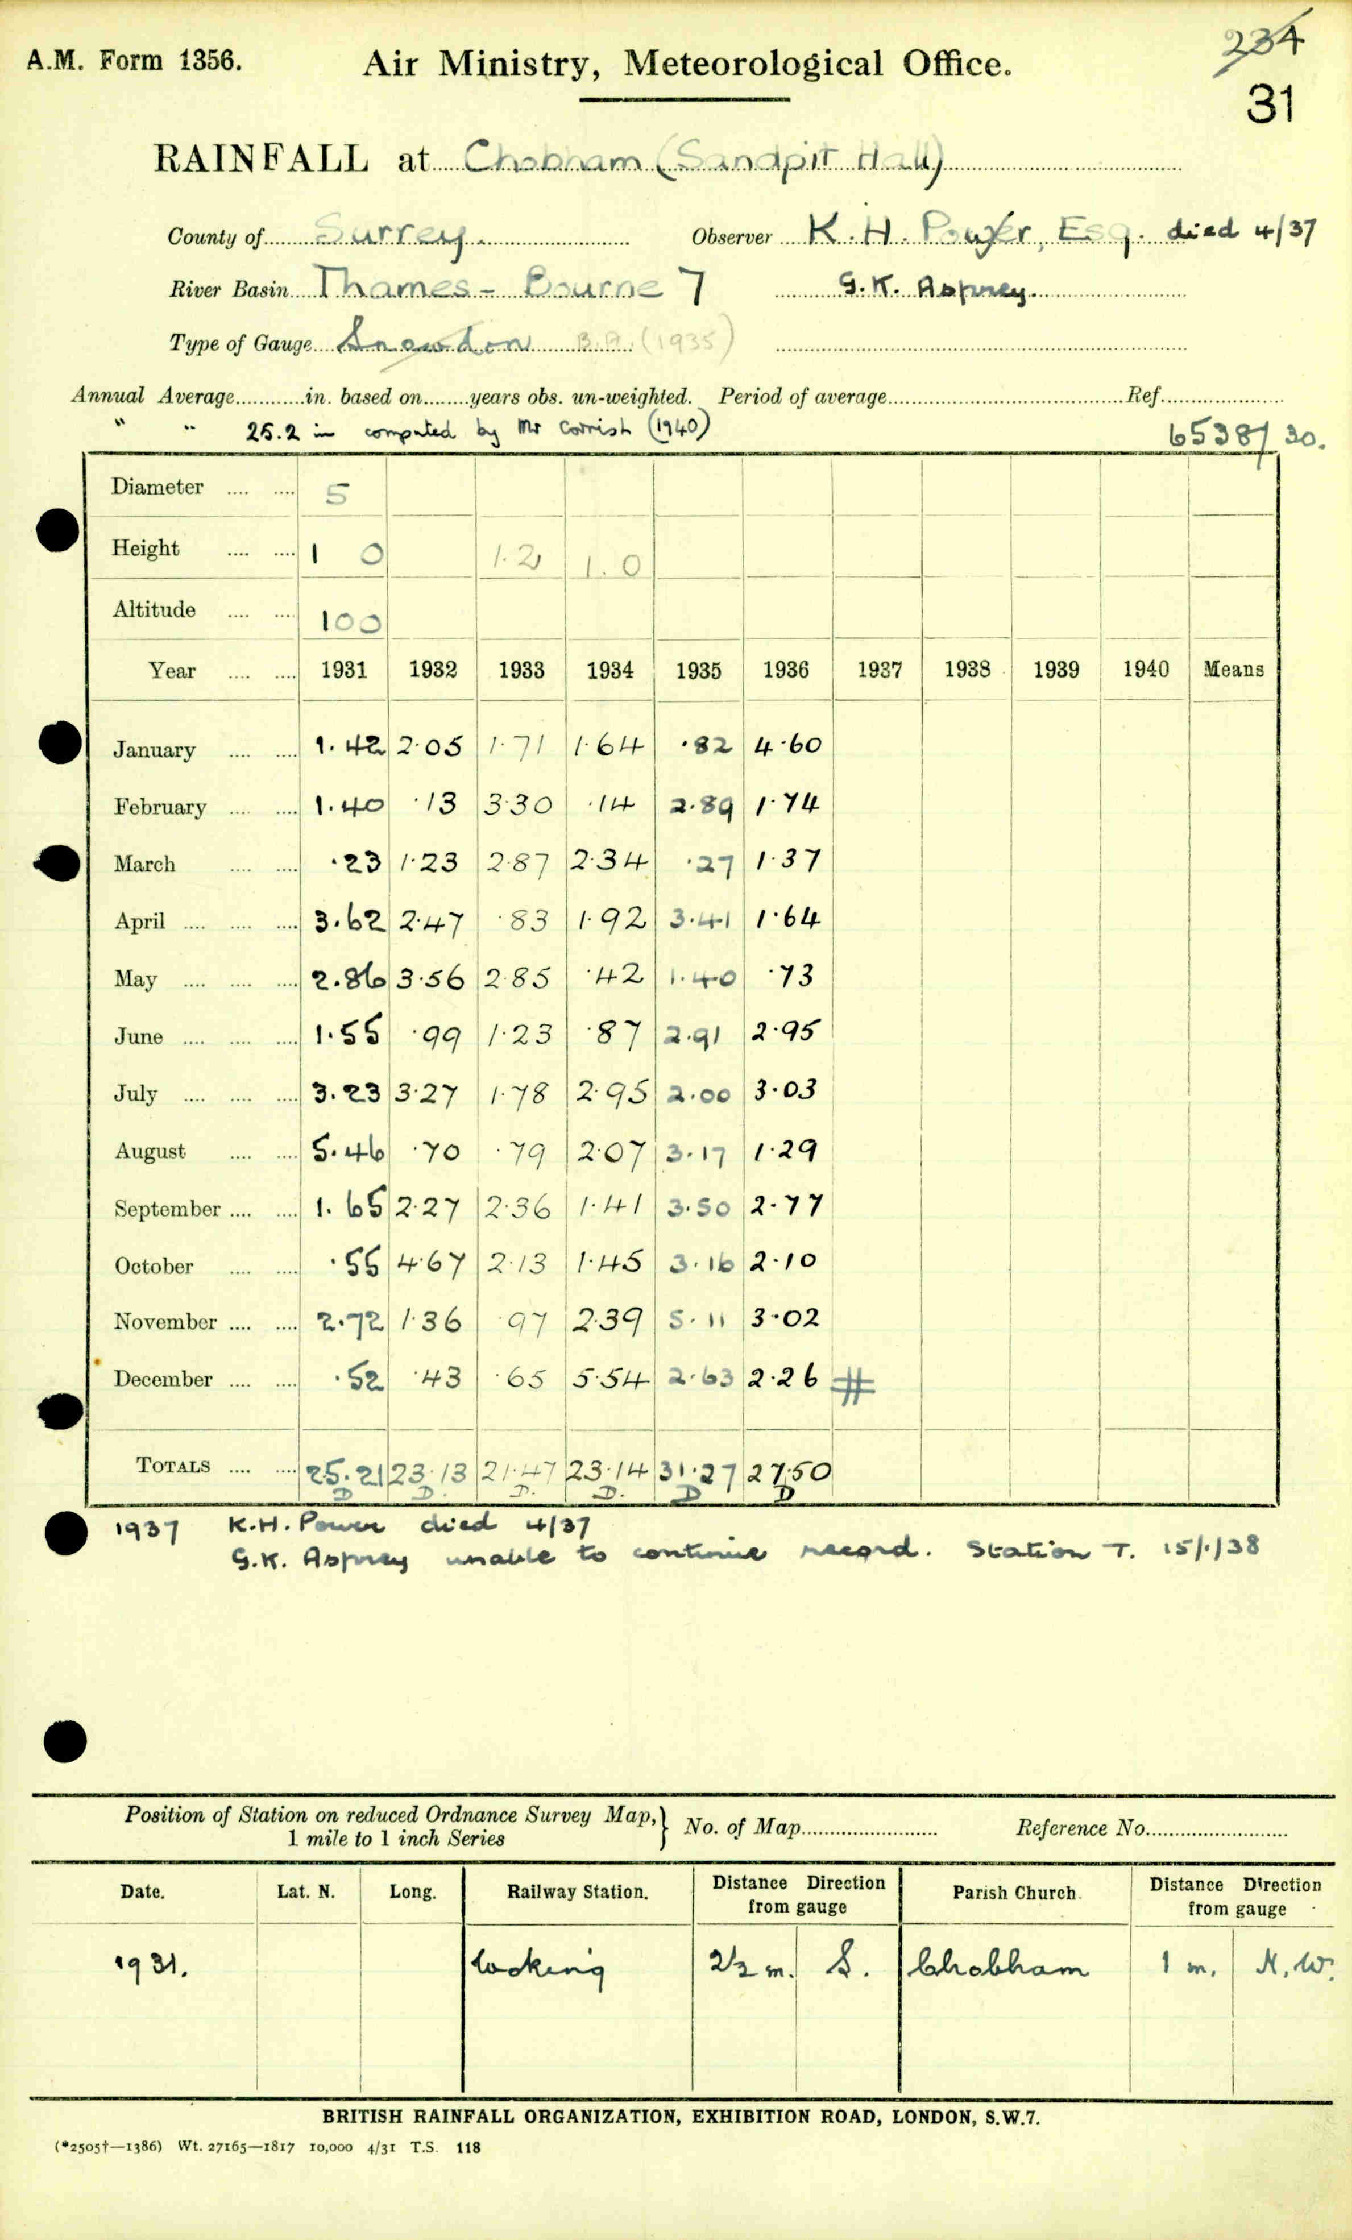 A.M. Form 1356.
Air Ministry, Meteorological Office.
234
31
RAINFALL at Chobham (Sandpit Hall)
County of Surrey. Observer K.H. Power, Esq. died 4/37
River Basin Thames - Bourne 7 G.K. Asprey.
Type of Gauge Snowdon B.A. (1935)
Annual Average in. based on years obs. un-weighted. Period of average Ref.
" " 25.2 in computed by Mr Cornish (1940) 6538/30.
Diameter 5
Height 1 0 1.2 1.0
Altitude 100
Year 1931 1932 1933 1934 1935 1936 1937 1938 1939 1940 Means
January 1.42 2.05 1.71 1.64 .82 4.60
February 1.40 .13 3.30 .14 2.89 1.74
March .23 1.23 2.87 2.34 .27 1.37
April 3.62 2.47 .83 1.92 3.41 1.64
May 2.86 3.56 2.85 .42 1.40 .73
June 1.55 .99 1.23 .87 2.91 2.95
July 3.23 3.27 1.78 2.95 2.00 3.03
August 5.46 .70 .79 2.07 3.17 1.29
September 1.65 2.27 2.36 1.41 3.50 2.77
October .55 4.67 2.13 1.45 3.16 2.10
November 2.72 1.36 .97 2.39 5.11 3.02
December .52 .43 .65 5.54 2.63 2.26 #
TOTALS 25.21 23.13 21.47 23.14 31.27 27.50
D D. D. D. D D
1937 K.H. Power died 4/37
G.K. Asprey unable to continue record. Station T. 15/1/38
Position of Station on reduced Ordnance Survey Map, } No. of Map Reference No.
1 mile to 1 inch Series
Date. Lat. N. Long. Railway Station. Distance Direction from gauge Parish Church. Distance Direction from gauge
1931. Woking 2½ m. S. Chobham 1 m. N.W.
BRITISH RAINFALL ORGANIZATION, EXHIBITION ROAD, LONDON, S.W.7.
(*2505†—1386) Wt. 27165—1817 10,000 4/31 T.S. 118